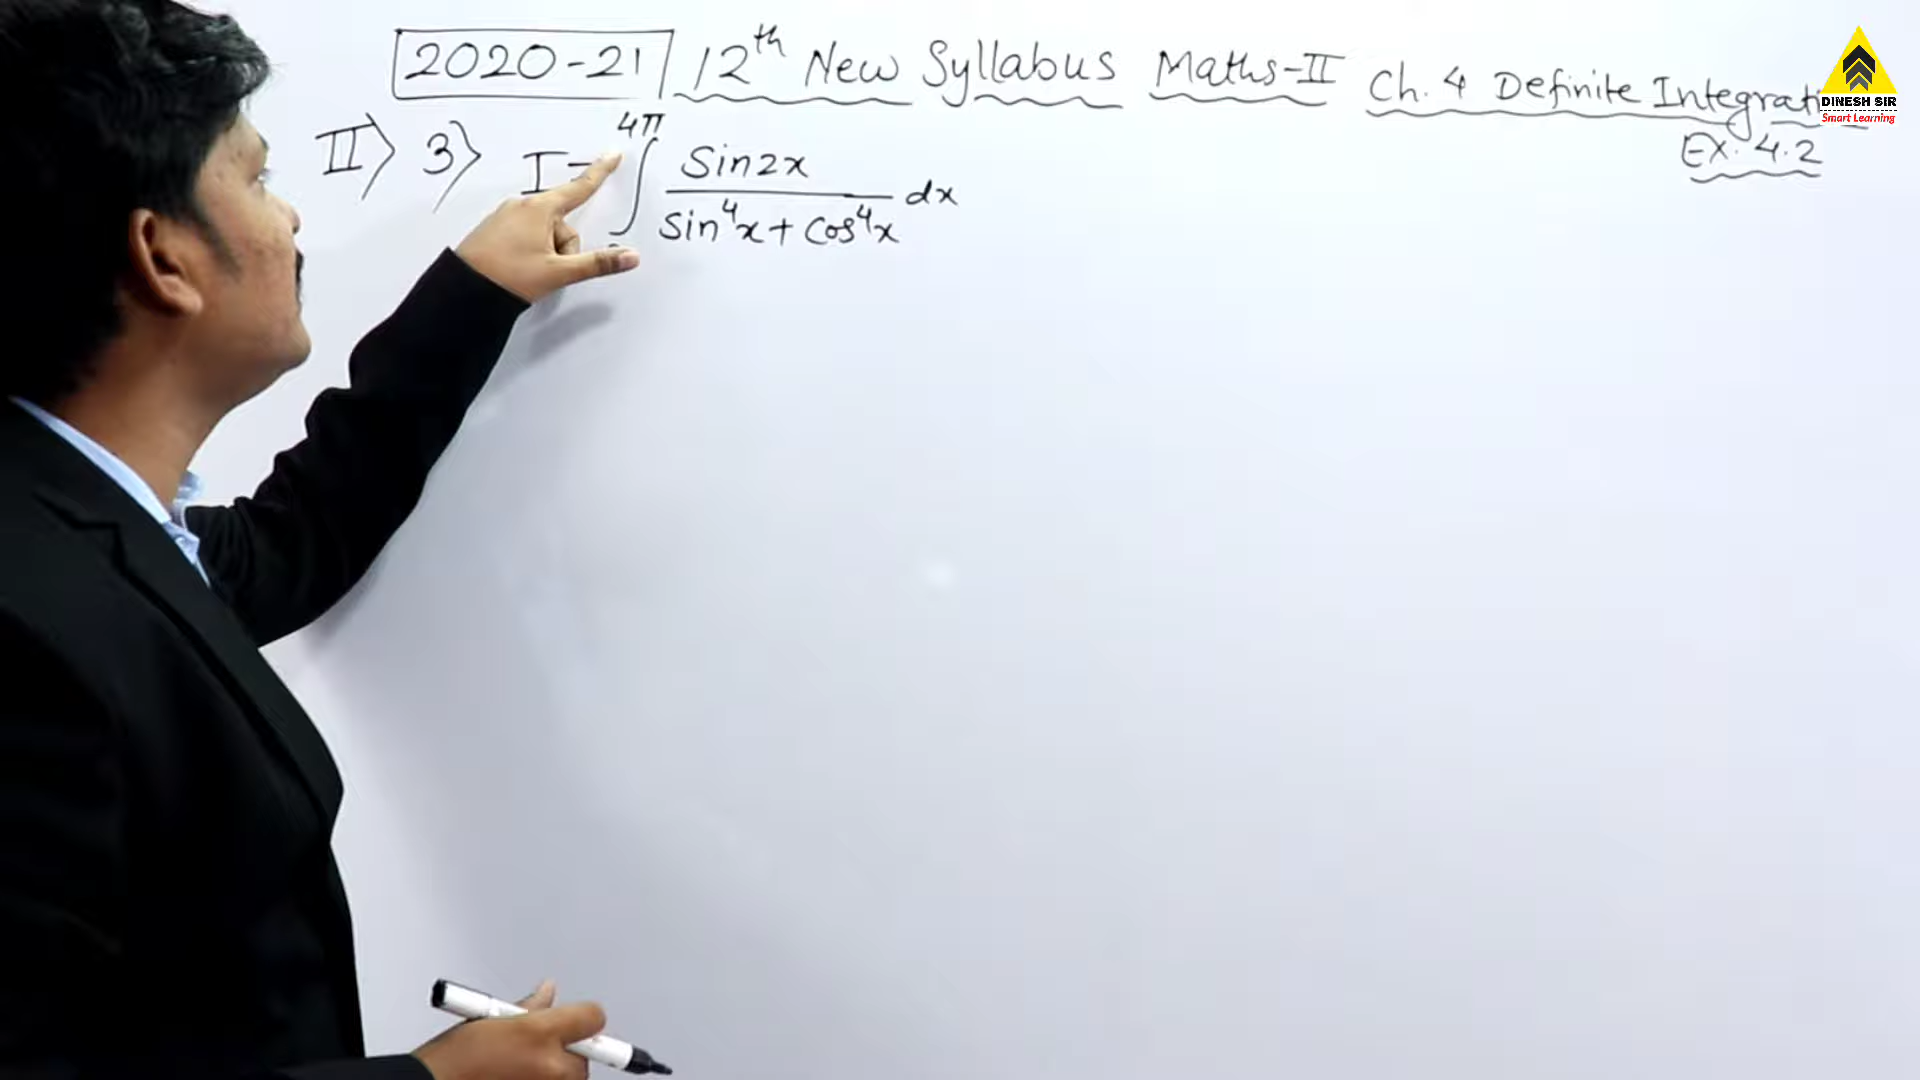 2020-21 12th New Syllabus Maths-II Ch. 4 Definite Integrati
DINESH SIR
Smart Learning
Ex. 4.2
II> 3> I = ∫ 4π sin2x / sin⁴x + cos⁴x dx